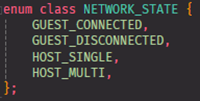 enum class NETWORK_STATE {
GUEST_CONNECTED,
GUEST_DISCONNECTED,
HOST_SINGLE,
HOST_MULTI,
};